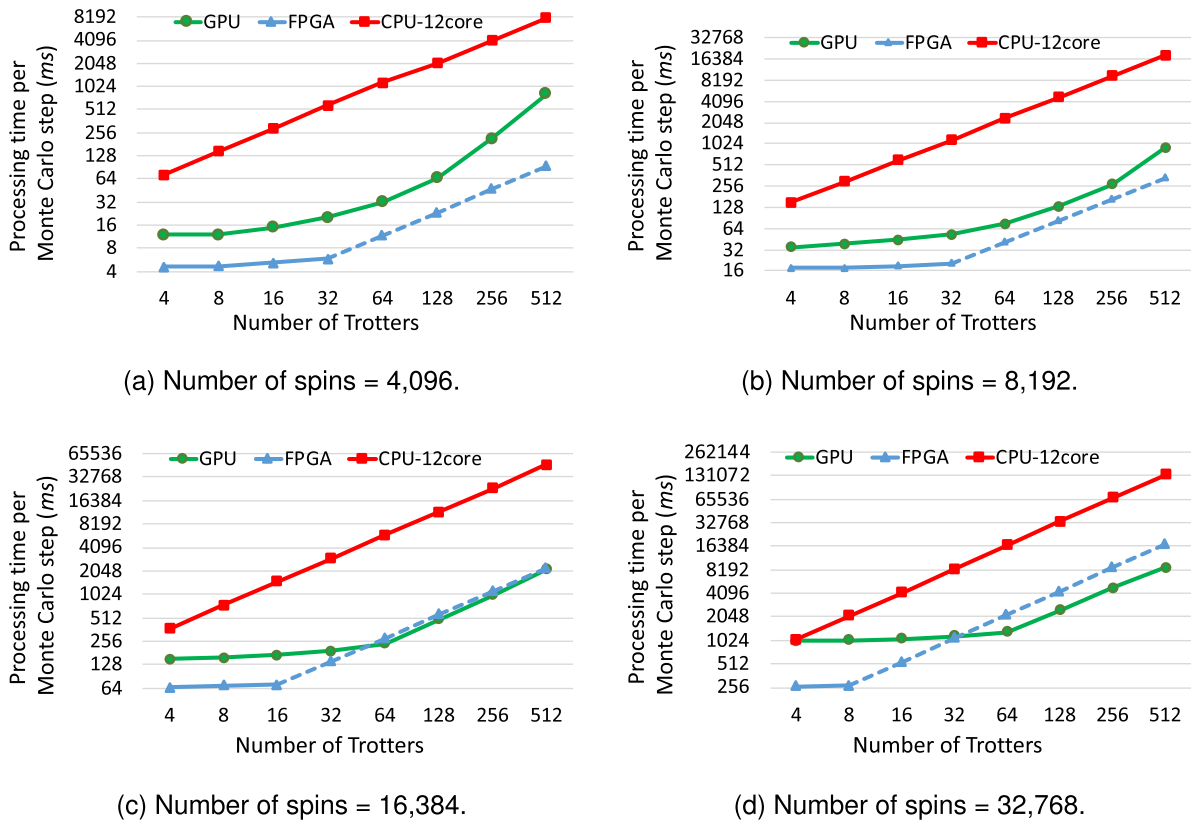 GPU FPGA CPU-12core
Processing time per
Monte Carlo step (ms)
8192
4096
2048
1024
512
256
128
64
32
16
8
4
4 8 16 32 64 128 256 512
Number of Trotters
(a) Number of spins = 4,096.
GPU FPGA CPU-12core
Processing time per
Monte Carlo step (ms)
32768
16384
8192
4096
2048
1024
512
256
128
64
32
16
4 8 16 32 64 128 256 512
Number of Trotters
(b) Number of spins = 8,192.
GPU FPGA CPU-12core
Processing time per
Monte Carlo step (ms)
65536
32768
16384
8192
4096
2048
1024
512
256
128
64
4 8 16 32 64 128 256 512
Number of Trotters
(c) Number of spins = 16,384.
GPU FPGA CPU-12core
Processing time per
Monte Carlo step (ms)
262144
131072
65536
32768
16384
8192
4096
2048
1024
512
256
4 8 16 32 64 128 256 512
Number of Trotters
(d) Number of spins = 32,768.